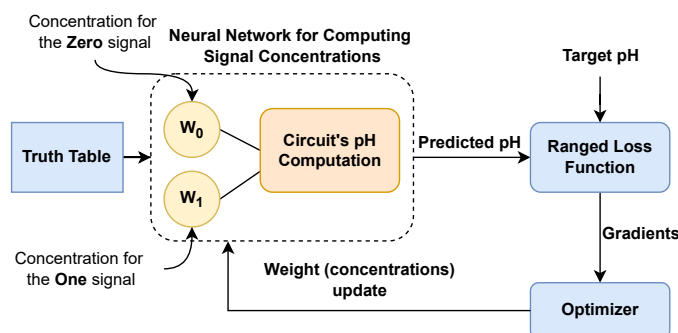 Concentration for
the Zero signal
Neural Network for Computing
Signal Concentrations
Target pH
Truth Table
W0
Circuit's pH
Computation
Predicted pH
Ranged Loss
Function
W1
Concentration for
the One signal
Gradients
Weight (concentrations)
update
Optimizer